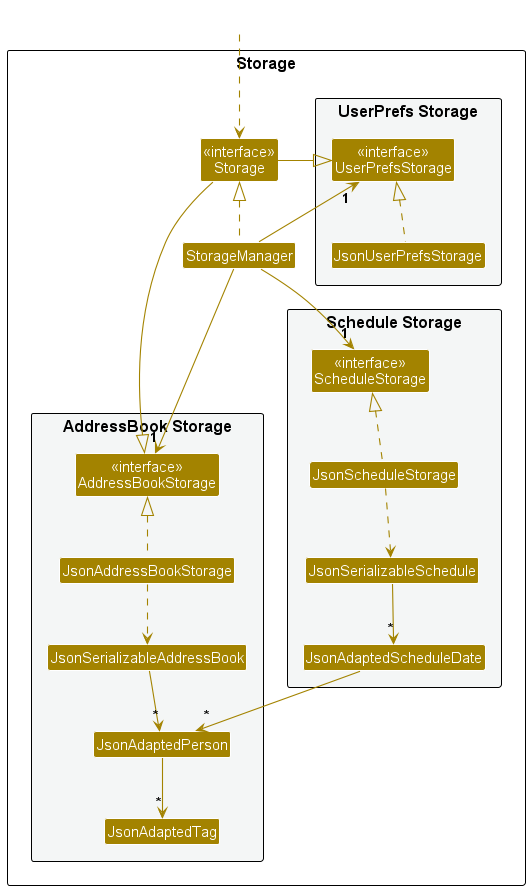 Storage
UserPrefs Storage
«interface»
Storage
«interface»
UserPrefsStorage
1
StorageManager
JsonUserPrefsStorage
Schedule Storage
1
«interface»
ScheduleStorage
AddressBook Storage
1
«interface»
AddressBookStorage
JsonScheduleStorage
JsonAddressBookStorage
JsonSerializableSchedule
*
JsonSerializableAddressBook
JsonAdaptedScheduleDate
*
*
JsonAdaptedPerson
*
JsonAdaptedTag